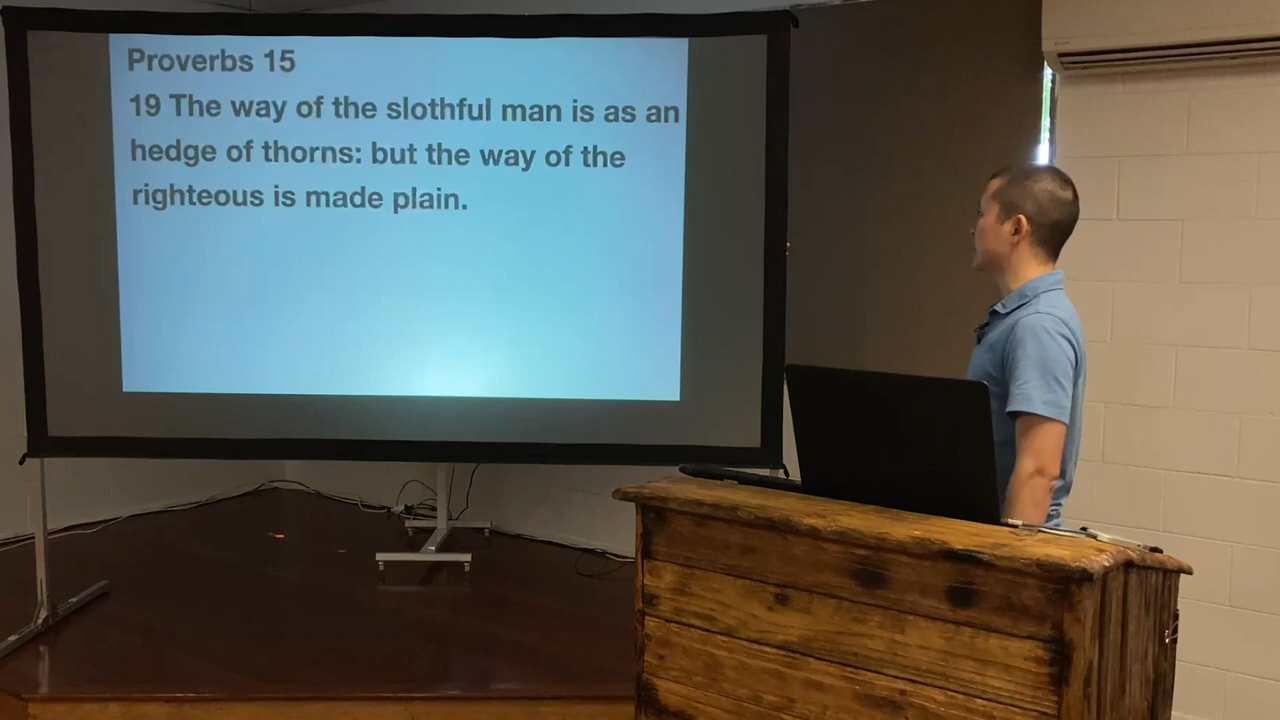 Proverbs 15
19 The way of the slothful man is as an
hedge of thorns: but the way of the
righteous is made plain.